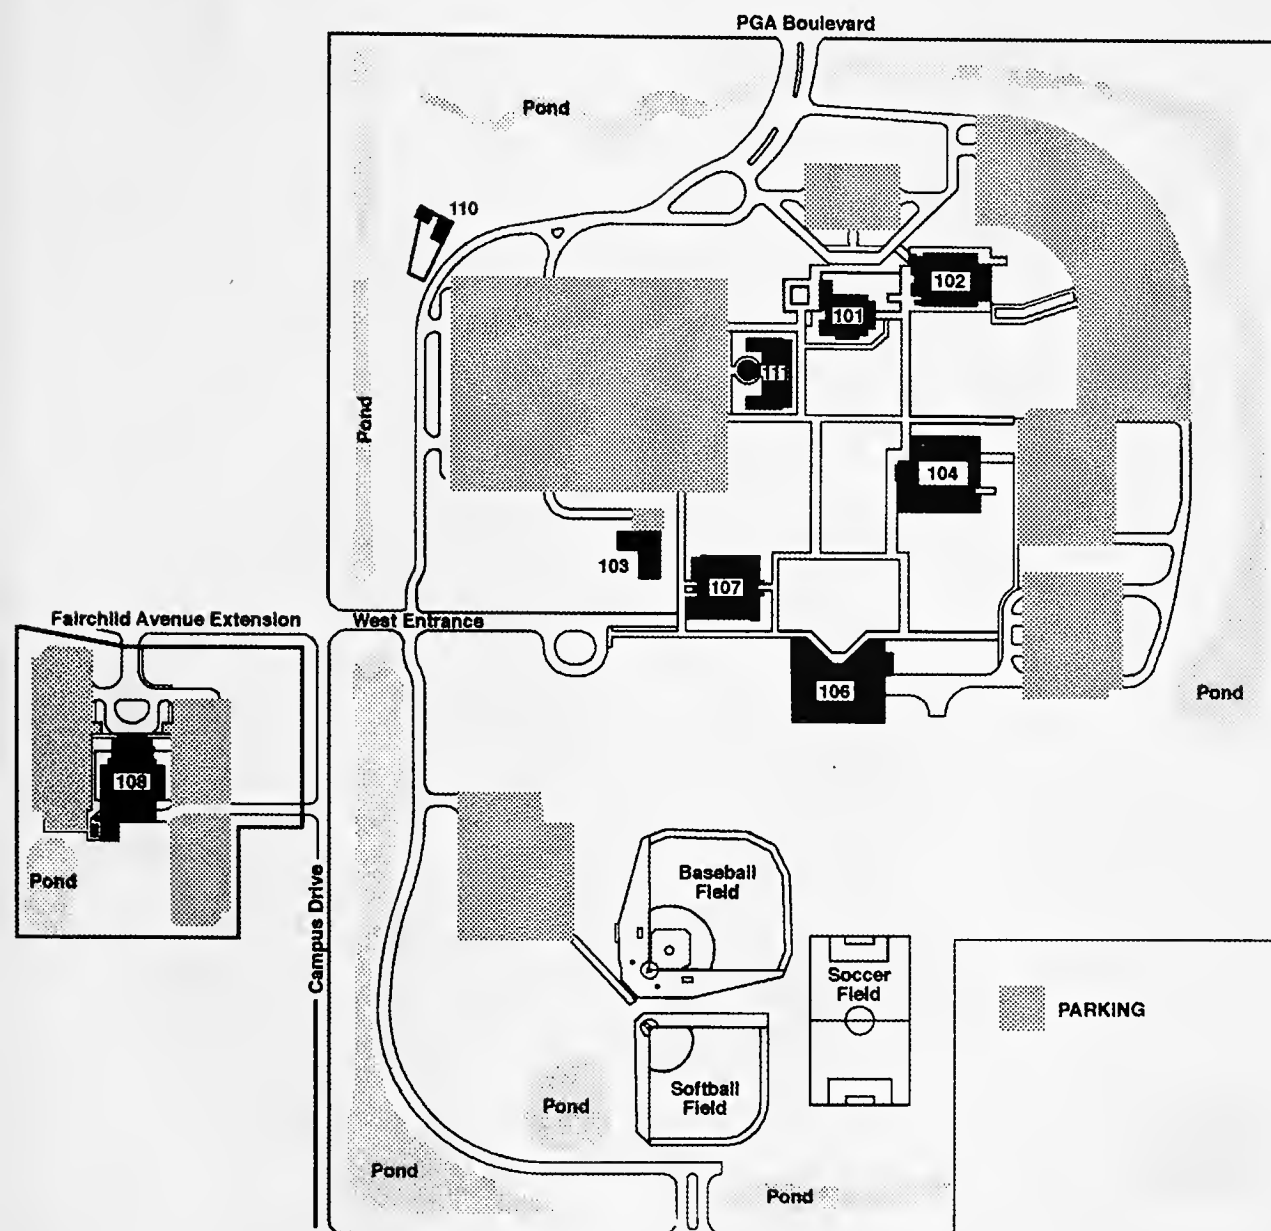 PGA Boulevard
Pond
110
102
101
111
Pond
104
103
107
Fairchild Avenue Extension
West Entrance
106
Pond
108
Pond
Campus Drive
Baseball
Field
Soccer
Field
PARKING
Softball
Field
Pond
Pond
Pond